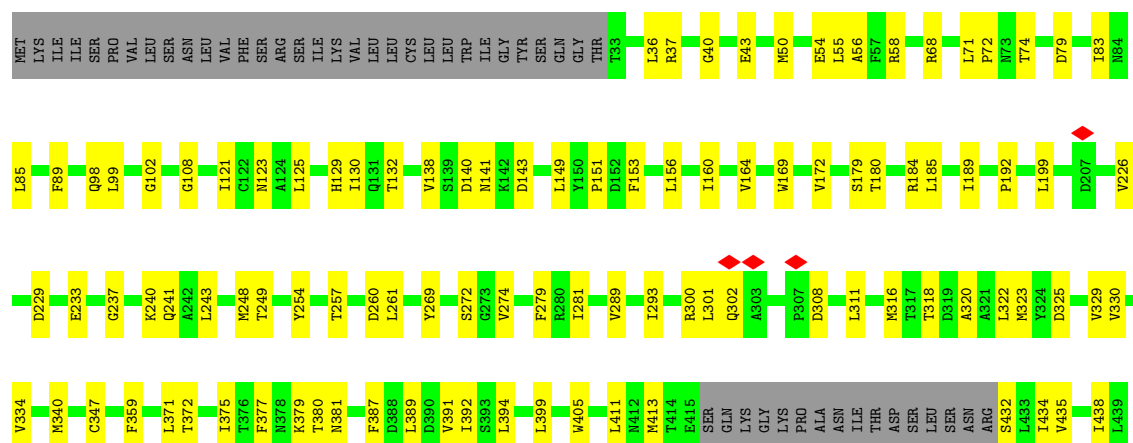 MET LYS ILE ILE SER PRO VAL LEU SER ASN LEU VAL PHE SER ARG SER ILE LYS VAL LEU LEU CYS LEU LEU TRP ILE GLY TYR SER GLN GLY THR T33 L36 R37 G40 E43 M50 E54 L55 A56 F57 R58 R68 L71 P72 N73 T74 D79 I83 N84
L85 F89 Q98 L99 G102 G108 I121 C122 N123 A124 L125 H129 I130 Q131 T132 V138 S139 D140 N141 K142 D143 L149 Y150 P151 D152 F153 L156 I160 V164 W169 V172 S179 T180 R184 L185 I189 P192 L199 D207 V226
D229 E233 G237 K240 Q241 A242 L243 M248 T249 Y254 T257 D260 L261 Y269 S272 G273 V274 F279 R280 I281 V289 I293 R300 L301 Q302 A303 P307 D308 L311 M316 T317 T318 D319 A320 A321 L322 M323 Y324 D325 V329 V330
V334 M340 C347 F359 L371 T372 I375 T376 F377 N378 K379 T380 N381 F387 D388 L389 D390 V391 I392 S393 L394 L399 W405 L411 N412 M413 T414 E415 SER GLN LYS GLY LYS PRO ALA ASN ILE THR ASP SER LEU SER ASN ARG S432 L433 I434 V435 I438 L439